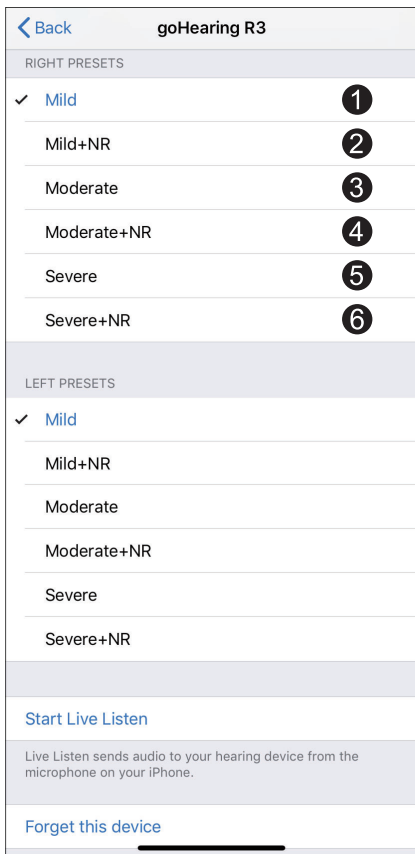 Back goHearing R3
RIGHT PRESETS
Mild 1
Mild+NR 2
Moderate 3
Moderate+NR 4
Severe 5
Severe+NR 6
LEFT PRESETS
Mild
Mild+NR
Moderate
Moderate+NR
Severe
Severe+NR
Start Live Listen
Live Listen sends audio to your hearing device from the
microphone on your iPhone.
Forget this device